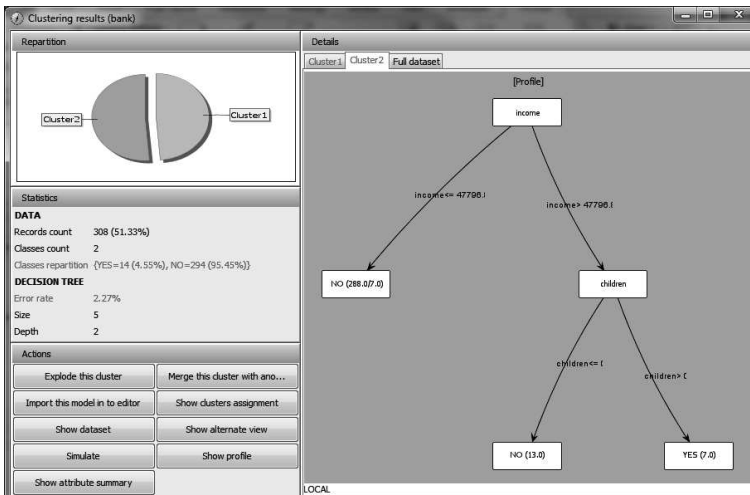 Clustering results (bank)
Repartition
Cluster2
Cluster1
Statistics
DATA
Records count 308 (51.33%)
Classes count 2
Classes repartition {YES=14 (4.55%), NO=294 (95.45%)}
DECISION TREE
Error rate 2.27%
Size 5
Depth 2
Actions
Explode this cluster
Merge this cluster with ano...
Import this model in to editor
Show clusters assignment
Show dataset
Show alternate view
Simulate
Show profile
Show attribute summary
Details
Cluster1 Cluster2 Full dataset
[Profile]
income
income<= 47796.(
income> 47796.(
NO (288.0/7.0)
children
children<= (
children> (
NO (13.0)
YES (7.0)
LOCAL